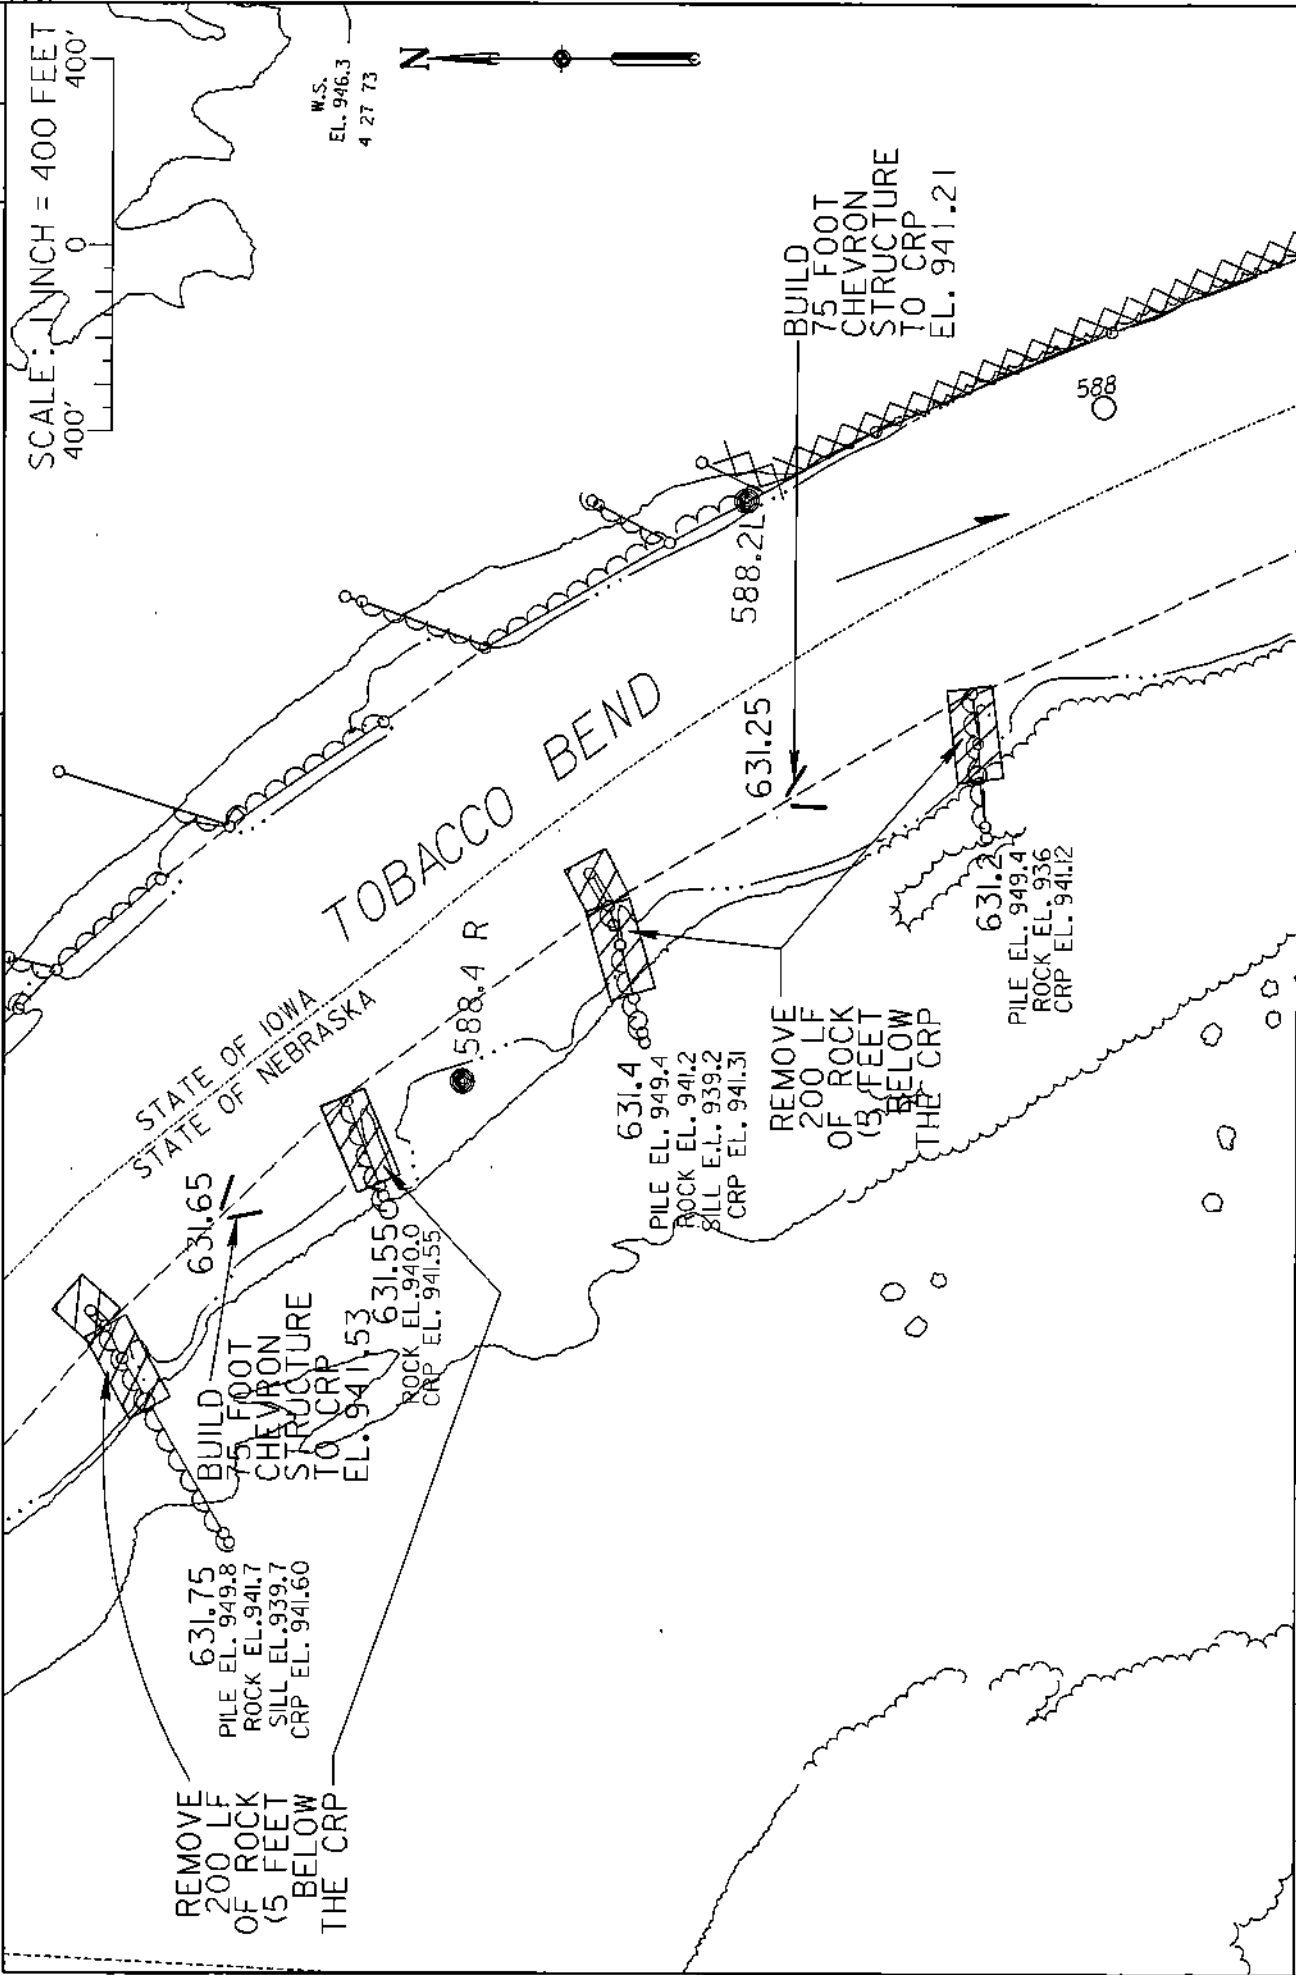 SCALE: 1 INCH = 400 FEET
400' 0 400'
W.S.
EL. 946.3
4 27 73
N
STATE OF IOWA
STATE OF NEBRASKA
TOBACCO BEND
588.2L
588
588.4 R
631.25
BUILD
75 FOOT
CHEVRON
STRUCTURE
TO CRP
EL. 941.21
631.65
BUILD
75 FOOT
CHEVRON
STRUCTURE
TO CRP
EL. 941.53
631.75
PILE EL. 949.8
ROCK EL.941.7
SILL EL.939.7
CRP EL. 941.60
631.55
ROCK EL.940.0
CRP EL. 941.55
631.4
PILE EL. 949.4
ROCK EL. 941.2
SILL E.L. 939.2
CRP EL. 941.31
631.2
PILE EL. 949.4
ROCK EL. 936
CRP EL. 941.12
REMOVE
200 LF
OF ROCK
(5 FEET
BELOW
THE CRP
REMOVE
200 LF
OF ROCK
(5 FEET
BELOW
THE CRP